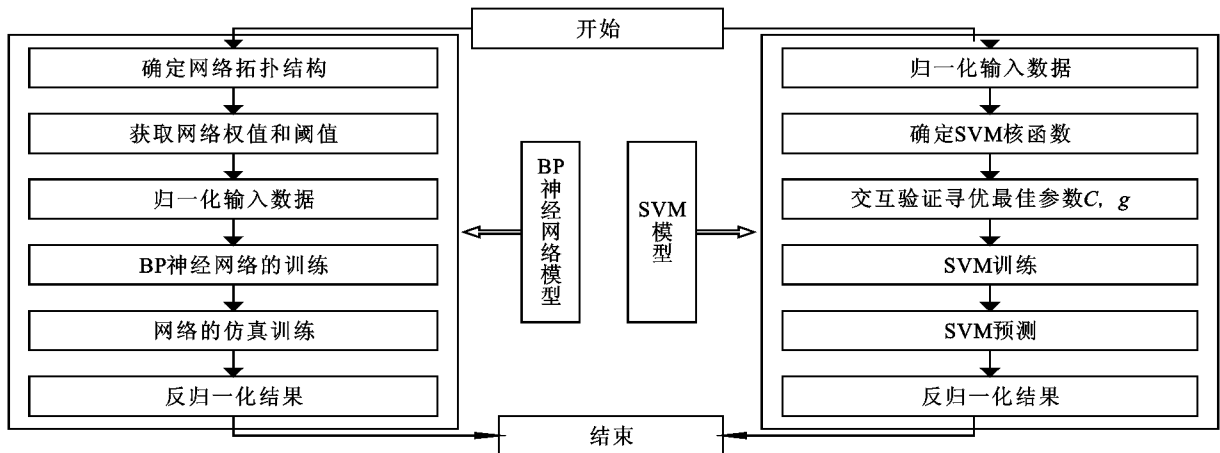 开始
确定网络拓扑结构
获取网络权值和阈值
归一化输入数据
BP神经网络的训练
网络的仿真训练
反归一化结果
BP
神经网络模型
SVM
模型
归一化输入数据
确定SVM核函数
交互验证寻优最佳参数C, g
SVM训练
SVM预测
反归一化结果
结束